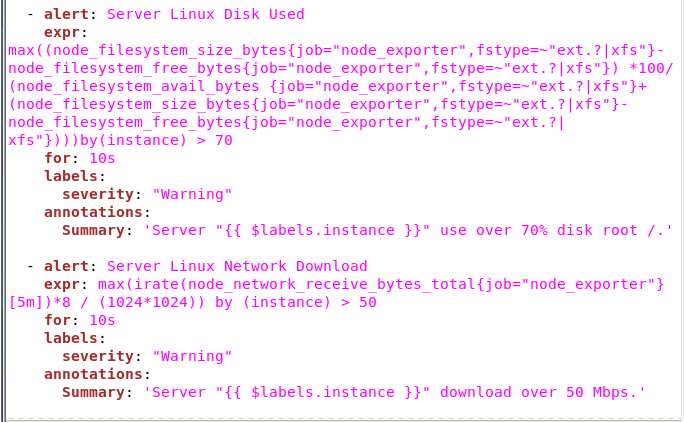 - alert: Server Linux Disk Used
expr:
max((node_filesystem_size_bytes{job="node_exporter",fstype=~"ext.?|xfs"}-
node_filesystem_free_bytes{job="node_exporter",fstype=~"ext.?|xfs"}) *100/
(node_filesystem_avail_bytes {job="node_exporter",fstype=~"ext.?|xfs"}+
(node_filesystem_size_bytes{job="node_exporter",fstype=~"ext.?|xfs"}-
node_filesystem_free_bytes{job="node_exporter",fstype=~"ext.?|
xfs"})))by(instance) > 70
for: 10s
labels:
severity: "Warning"
annotations:
Summary: 'Server "{{ $labels.instance }}" use over 70% disk root /.'
- alert: Server Linux Network Download
expr: max(irate(node_network_receive_bytes_total{job="node_exporter"}
[5m])*8 / (1024*1024)) by (instance) > 50
for: 10s
labels:
severity: "Warning"
annotations:
Summary: 'Server "{{ $labels.instance }}" download over 50 Mbps.'